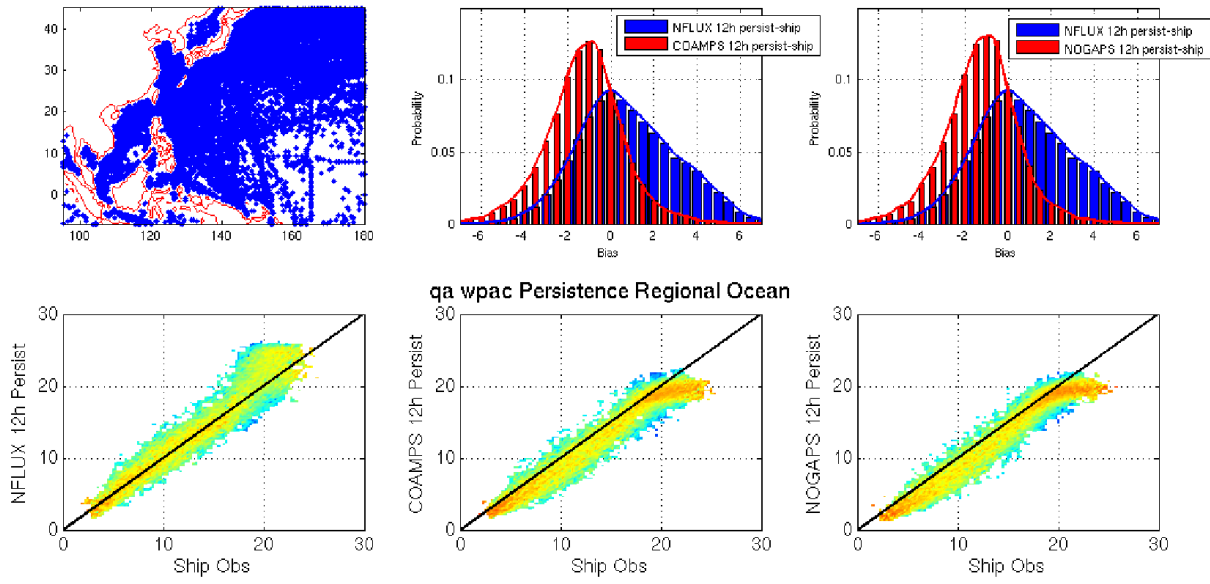 40
30
20
10
0
100 120 140 160 180
NFLUX 12h persist-ship
COAMPS 12h persist-ship
Probability
0.1
0.05
0
-6 -4 -2 0 2 4 6
Bias
NFLUX 12h persist-ship
NOGAPS 12h persist-ship
Probability
0.1
0.05
0
-6 -4 -2 0 2 4 6
Bias
qa wpac Persistence Regional Ocean
NFLUX 12h Persist
30
20
10
0
0 10 20 30
Ship Obs
COAMPS 12h Persist
30
20
10
0
0 10 20 30
Ship Obs
NOGAPS 12h Persist
30
20
10
0
0 10 20 30
Ship Obs